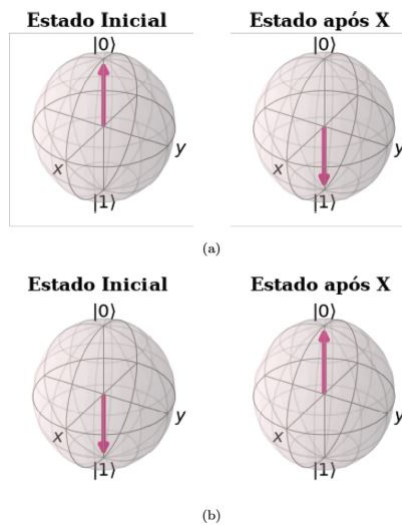 Estado Inicial Estado após X
|0⟩ |0⟩
x y x y
|1⟩ |1⟩
(a)
Estado Inicial Estado após X
|0⟩ |0⟩
x y x y
|1⟩ |1⟩
(b)